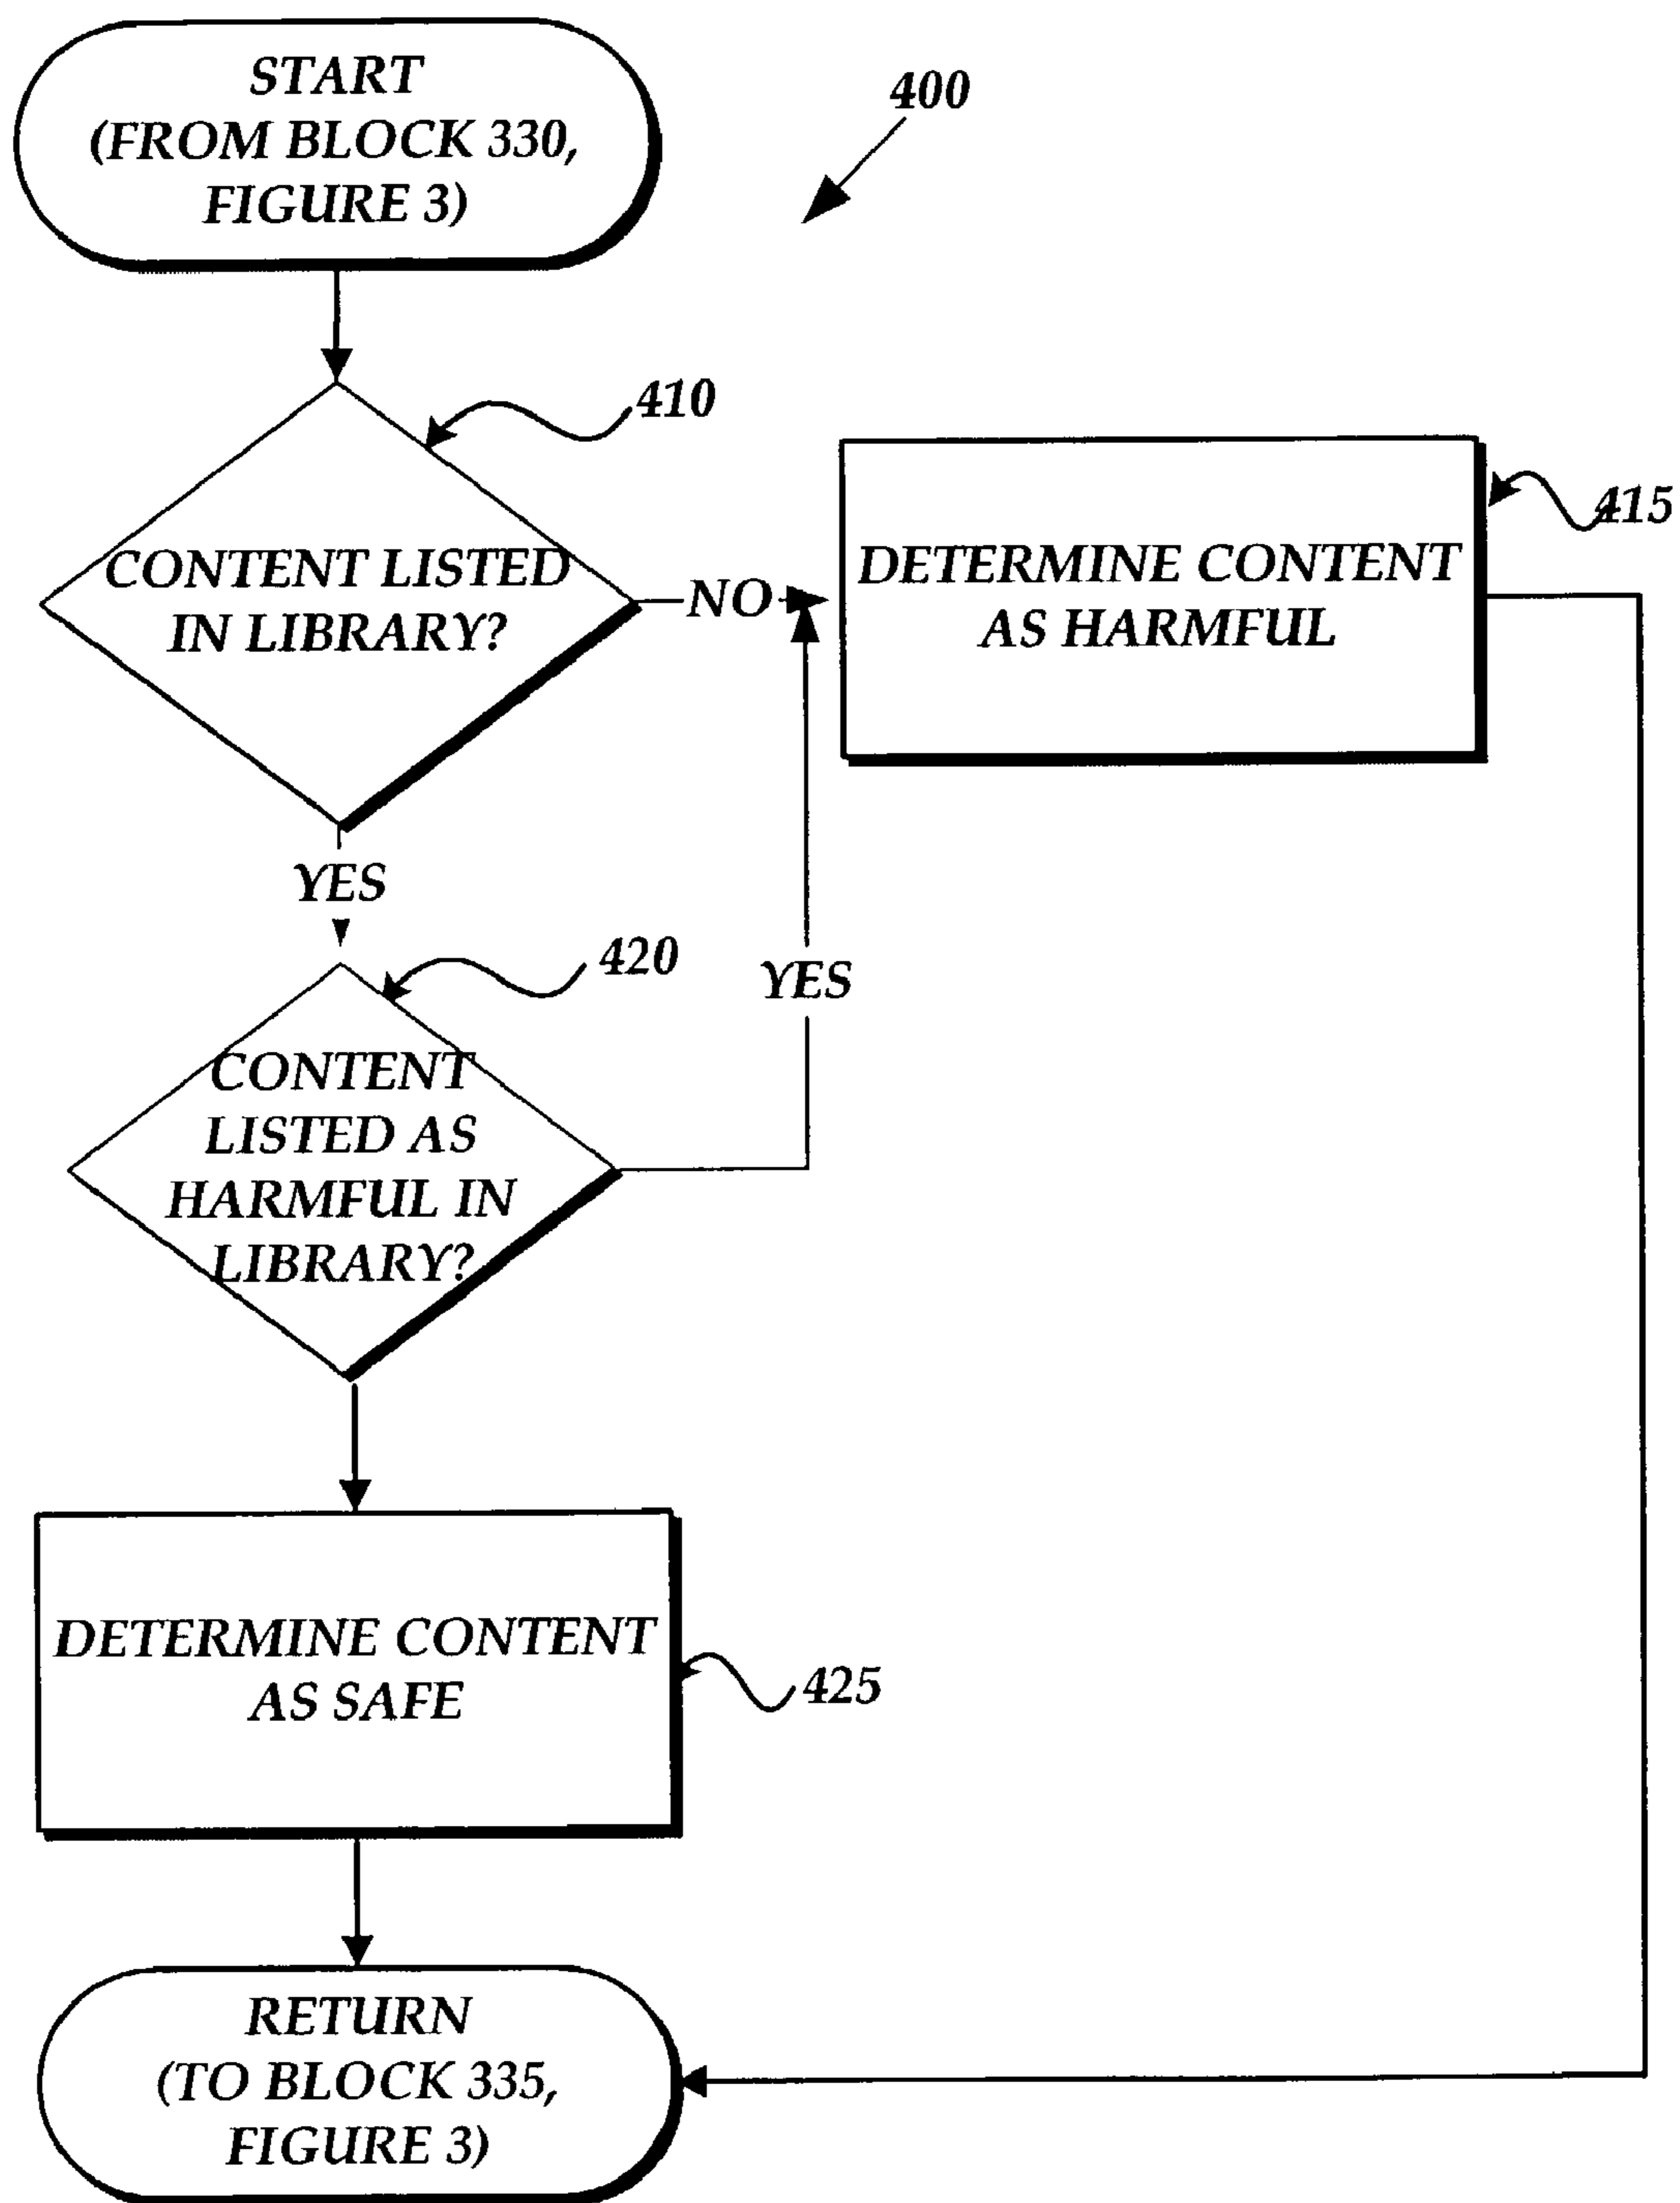 START
(FROM BLOCK 330,
FIGURE 3)
400
410
CONTENT LISTED
IN LIBRARY?
NO
415
DETERMINE CONTENT
AS HARMFUL
YES
420
YES
CONTENT
LISTED AS
HARMFUL IN
LIBRARY?
DETERMINE CONTENT
AS SAFE
425
RETURN
(TO BLOCK 335,
FIGURE 3)